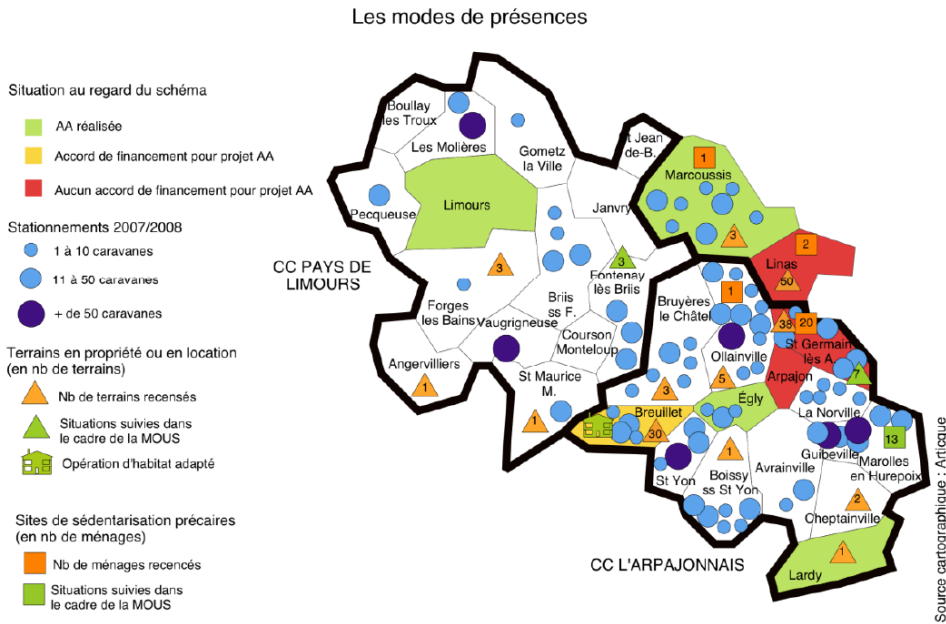 Les modes de présences
Situation au regard du schéma
AA réalisée
Accord de financement pour projet AA
Aucun accord de financement pour projet AA
Stationnements 2007/2008
1 à 10 caravanes
11 à 50 caravanes
+ de 50 caravanes
Terrains en propriété ou en location
(en nb de terrains)
Nb de terrains recensés
Situations suivies dans
le cadre de la MOUS
Opération d'habitat adapté
Sites de sédentarisation précaires
(en nb de ménages)
Nb de ménages recencés
Situations suivies dans
le cadre de la MOUS
Boullay
les Troux
Les Molières
Gometz
la Ville
St Jean
de-B.
1
Marcoussis
Pecqueuse
Limours
Janvry
3
2
Linas
50
CC PAYS DE
LIMOURS
3
3
Fontenay
lès Briis
Forges
les Bains
Briis
ss F.
Bruyères
le Châtel
1
Vaugrigneuse
Courson
Monteloup
38
20
St Germain
lès A.
Ollainville
Angervilliers
1
St Maurice
M.
3
5
Arpajon
7
Égly
1
Breuillet
30
La Norville
13
Guibeville
St Yon
1
Boissy
ss St Yon
Avrainville
Marolles
en Hurepoix
2
Cheptainville
CC L'ARPAJONNAIS
1
Lardy
Source cartographique : Articque